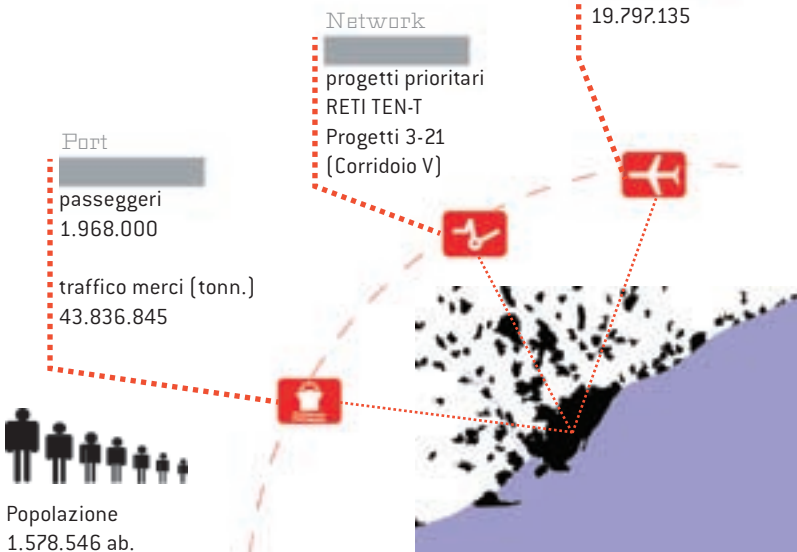 19.797.135
Network
progetti prioritari
RETI TEN-T
Progetti 3-21
(Corridoio V)
Port
passeggeri
1.968.000
traffico merci (tonn.)
43.836.845
Popolazione
1.578.546 ab.